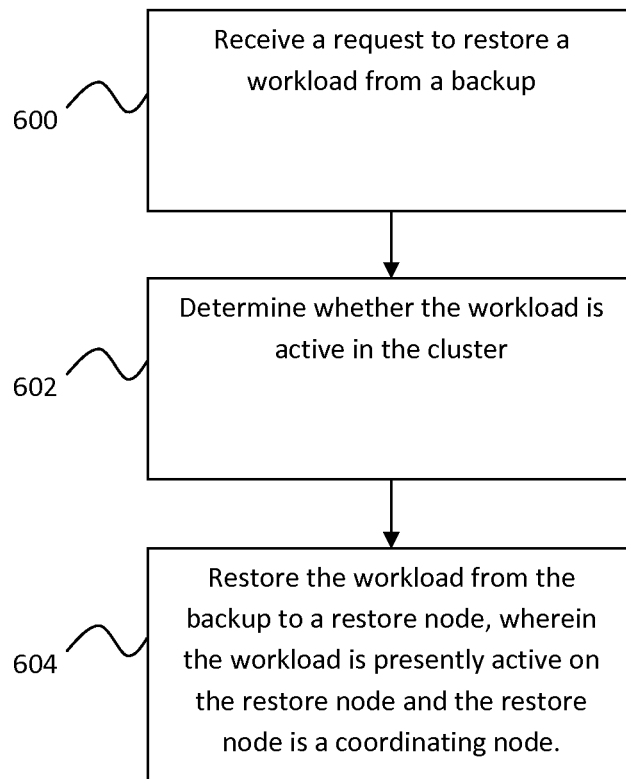 Receive a request to restore a
workload from a backup
600
Determine whether the workload is
active in the cluster
602
Restore the workload from the
backup to a restore node, wherein
the workload is presently active on
the restore node and the restore
node is a coordinating node.
604